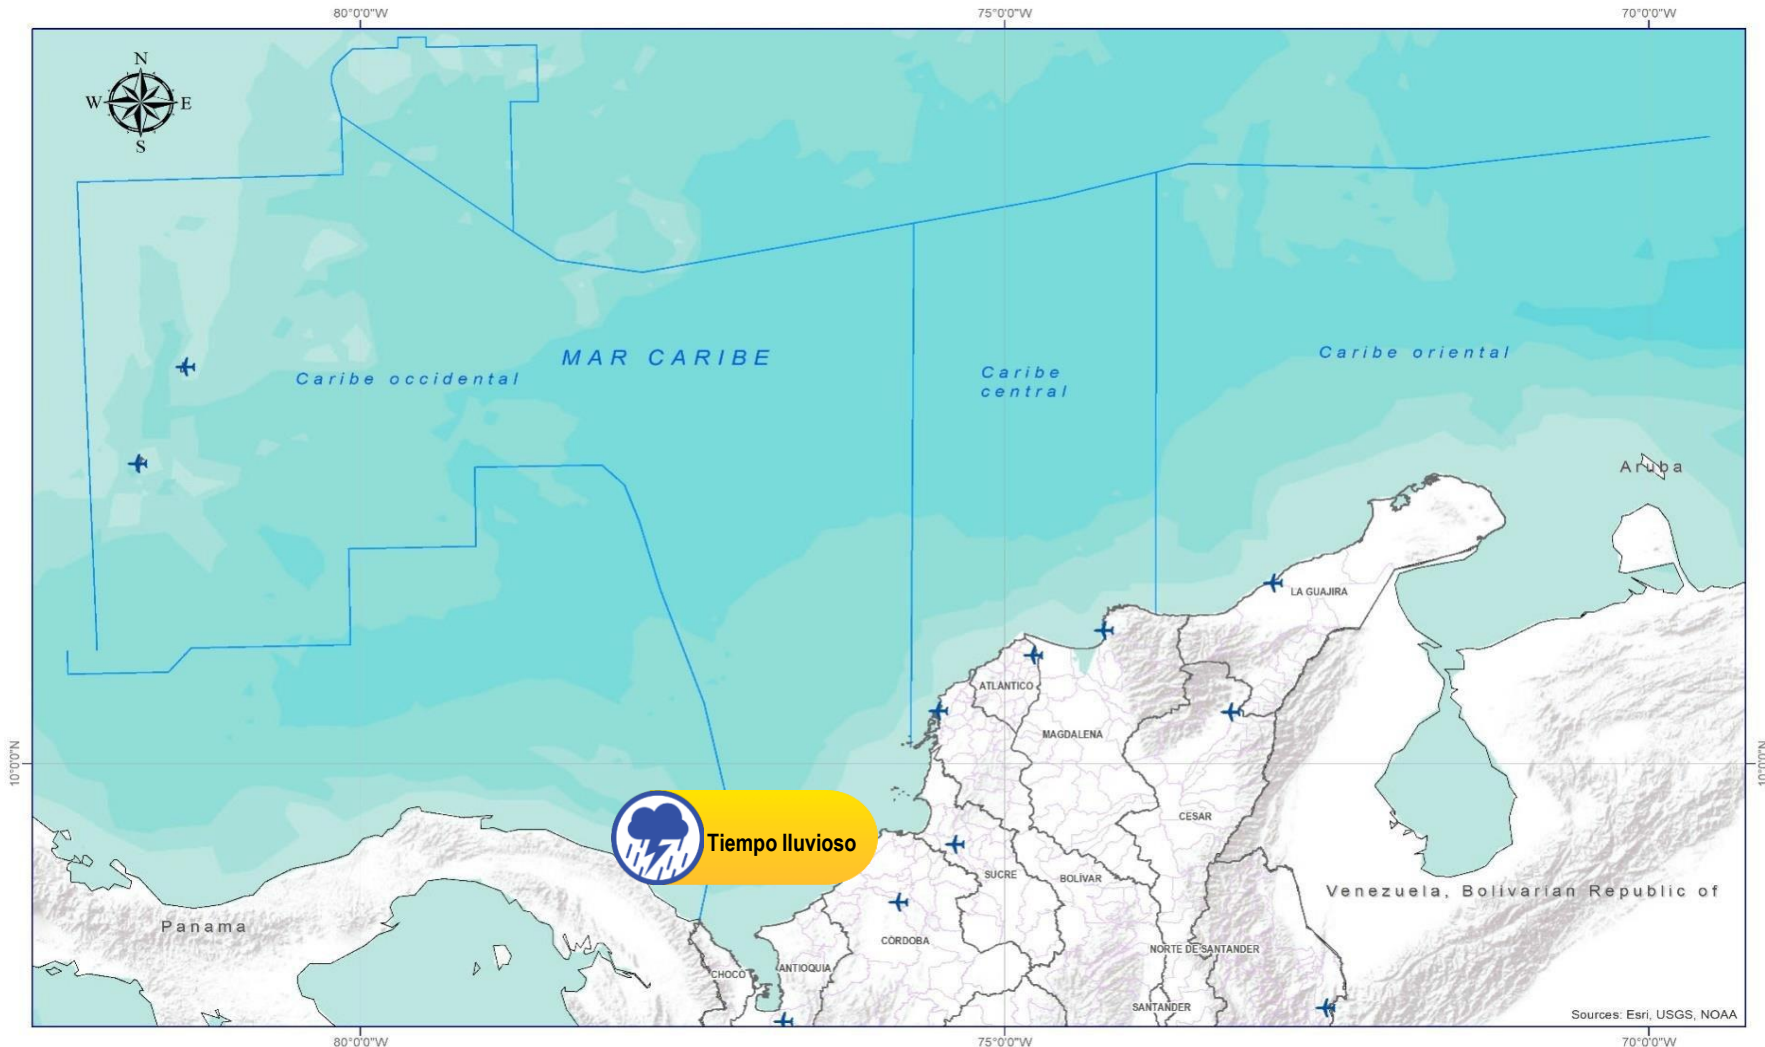 80°0'0"W
75°0'0"W
70°0'0"W
N
W
E
S
MAR CARIBE
Caribe occidental
Caribe
central
Caribe oriental
Aruba
LA GUAJIRA
ATLANTICO
MAGDALENA
10°0'0"N
10°0'0"N
CESAR
Tiempo lluvioso
SUCRE
BOLÍVAR
Venezuela, Bolivarian Republic of
Panama
CÓRDOBA
NORTE DE SANTANDER
CHOCO
ANTIOQUIA
SANTANDER
Sources: Esri, USGS, NOAA
80°0'0"W
75°0'0"W
70°0'0"W